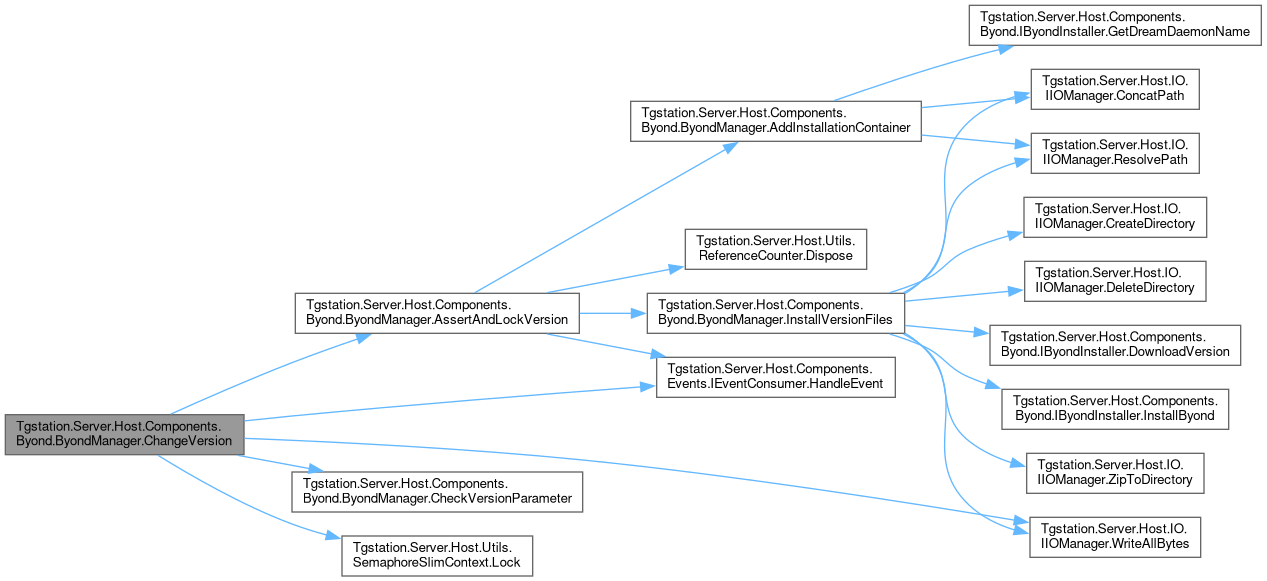 Tgstation.Server.Host.Components.
Byond.ByondManager.ChangeVersion
Tgstation.Server.Host.Components.
Byond.ByondManager.AssertAndLockVersion
Tgstation.Server.Host.Components.
Byond.ByondManager.AddInstallationContainer
Tgstation.Server.Host.Components.
Byond.IByondInstaller.GetDreamDaemonName
Tgstation.Server.Host.IO.
IIOManager.ConcatPath
Tgstation.Server.Host.IO.
IIOManager.ResolvePath
Tgstation.Server.Host.Utils.
ReferenceCounter.Dispose
Tgstation.Server.Host.Components.
Byond.ByondManager.InstallVersionFiles
Tgstation.Server.Host.IO.
IIOManager.CreateDirectory
Tgstation.Server.Host.IO.
IIOManager.DeleteDirectory
Tgstation.Server.Host.Components.
Byond.IByondInstaller.DownloadVersion
Tgstation.Server.Host.Components.
Byond.IByondInstaller.InstallByond
Tgstation.Server.Host.IO.
IIOManager.ZipToDirectory
Tgstation.Server.Host.IO.
IIOManager.WriteAllBytes
Tgstation.Server.Host.Components.
Events.IEventConsumer.HandleEvent
Tgstation.Server.Host.Components.
Byond.ByondManager.CheckVersionParameter
Tgstation.Server.Host.Utils.
SemaphoreSlimContext.Lock